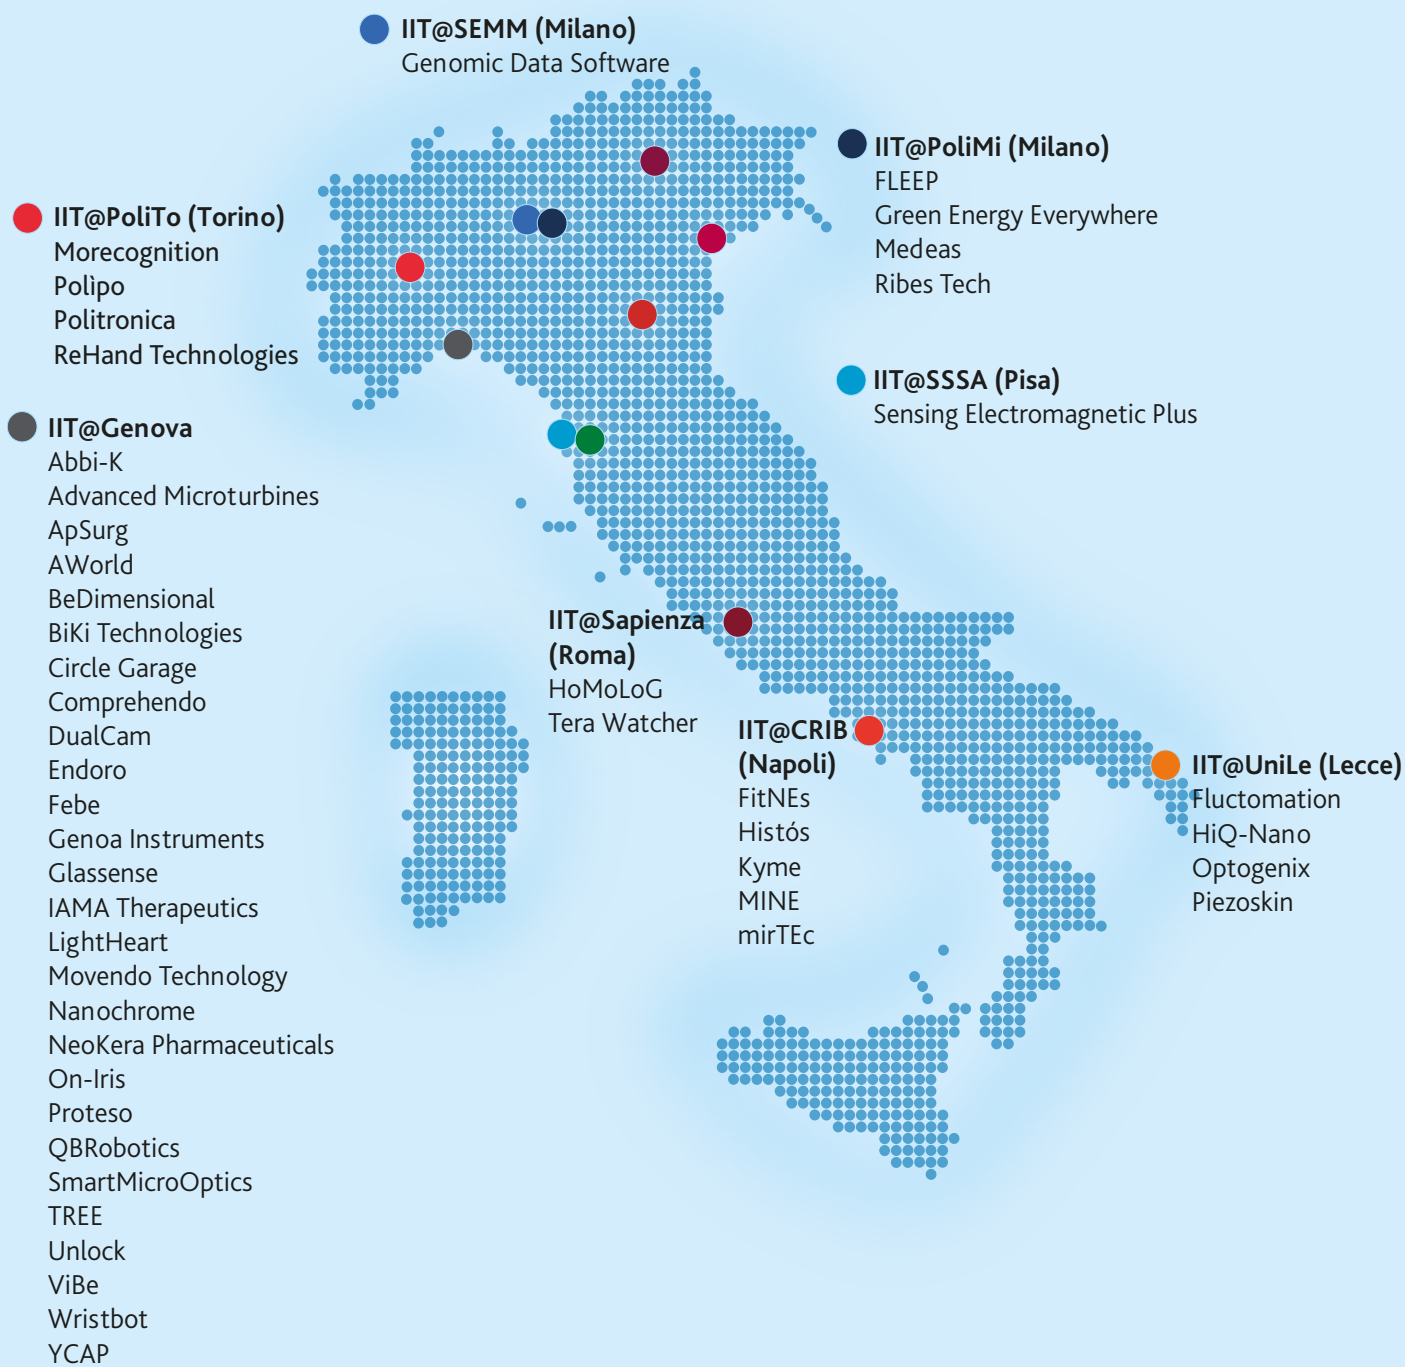 IIT@SEMM (Milano)
Genomic Data Software
IIT@PoliMi (Milano)
FLEEP
Green Energy Everywhere
Medeas
Ribes Tech
IIT@PoliTo (Torino)
Morecognition
Polìpo
Politronica
ReHand Technologies
IIT@SSSA (Pisa)
Sensing Electromagnetic Plus
IIT@Genova
Abbi-K
Advanced Microturbines
ApSurg
AWorld
BeDimensional
BiKi Technologies
Circle Garage
Comprehendo
DualCam
Endoro
Febe
Genoa Instruments
Glassense
IAMA Therapeutics
LightHeart
Movendo Technology
Nanochrome
NeoKera Pharmaceuticals
On-Iris
Proteso
QBRobotics
SmartMicroOptics
TREE
Unlock
ViBe
Wristbot
YCAP
IIT@Sapienza
(Roma)
HoMoLoG
Tera Watcher
IIT@CRIB
(Napoli)
FitNEs
Histós
Kyme
MINE
mirTEc
IIT@UniLe (Lecce)
Fluctomation
HiQ-Nano
Optogenix
Piezoskin